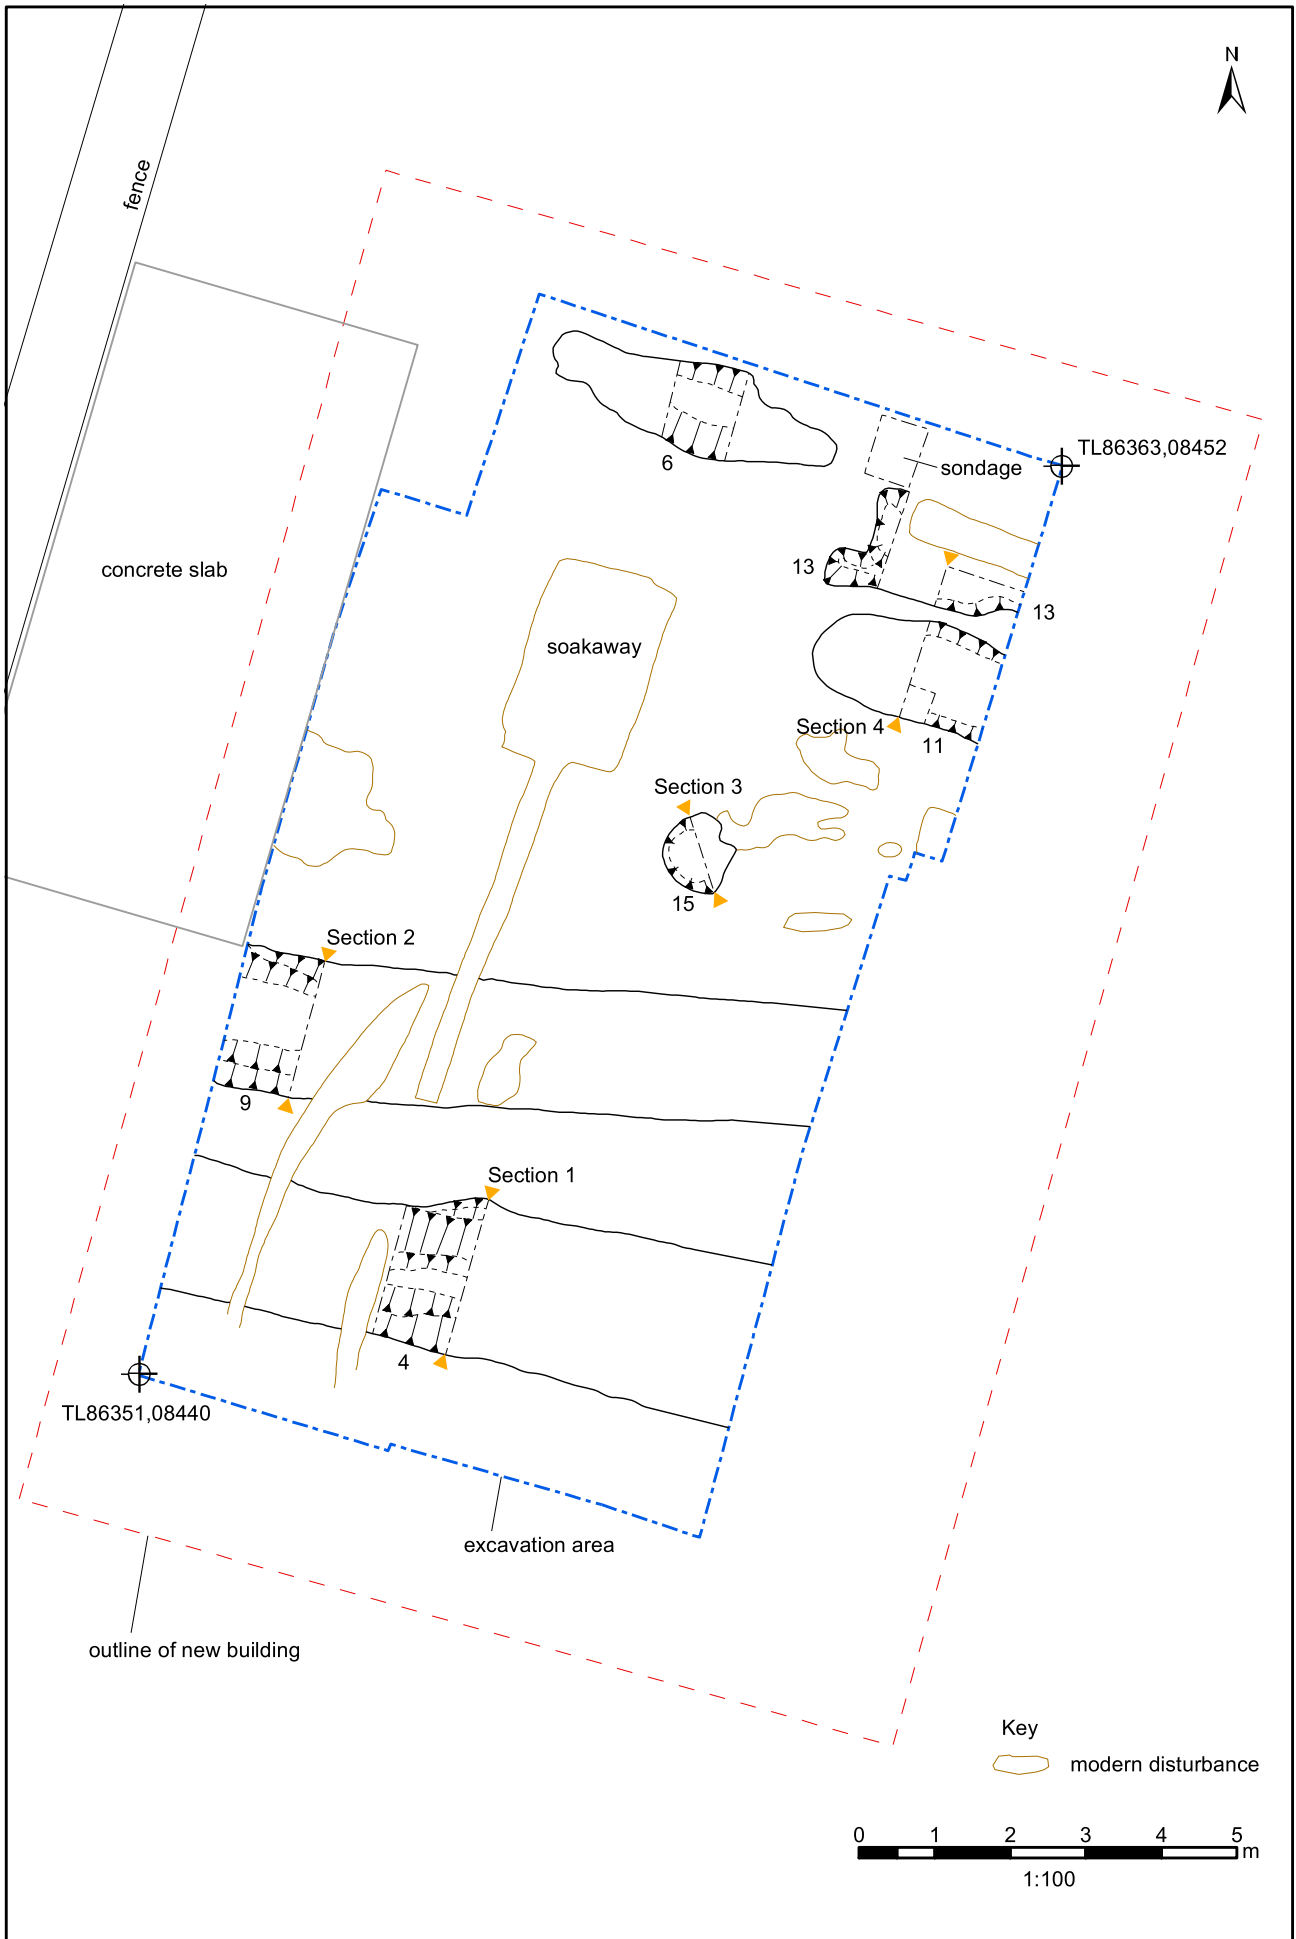 N
fence
TL86363,08452
6
sondage
concrete slab
13
13
soakaway
Section 4
11
Section 3
15
Section 2
9
Section 1
4
TL86351,08440
excavation area
outline of new building
Key
modern disturbance
0 1 2 3 4 5
m
1:100